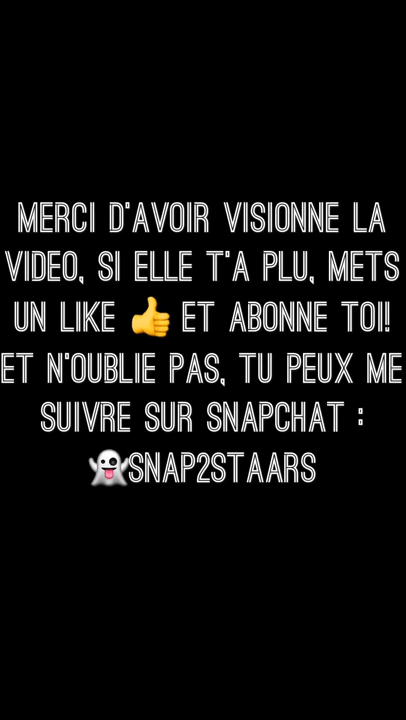 MERCI D'AVOIR VISIONNE LA
VIDEO, SI ELLE T'A PLU, METS
UN LIKE 👍 ET ABONNE TOI!
ET N'OUBLIE PAS, TU PEUX ME
SUIVRE SUR SNAPCHAT :
👻SNAP2STAARS